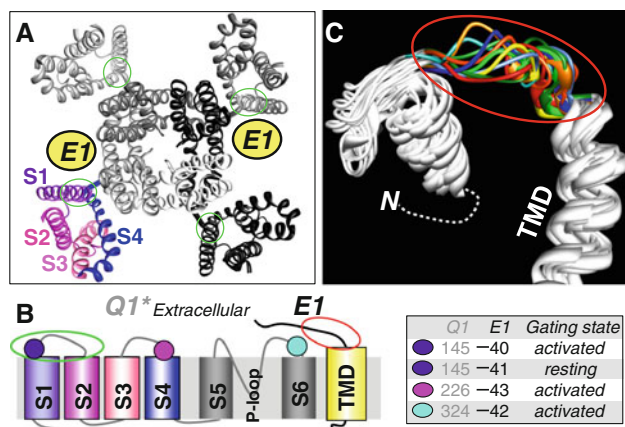 A
E1
E1
S1
S2
S3
S4
C
N
TMD
B
Q1* Extracellular
E1
S1
S2
S3
S4
S5
P-loop
S6
TMD
Q1 E1 Gating state
145 –40 activated
145 –41 resting
226 –43 activated
324 –42 activated